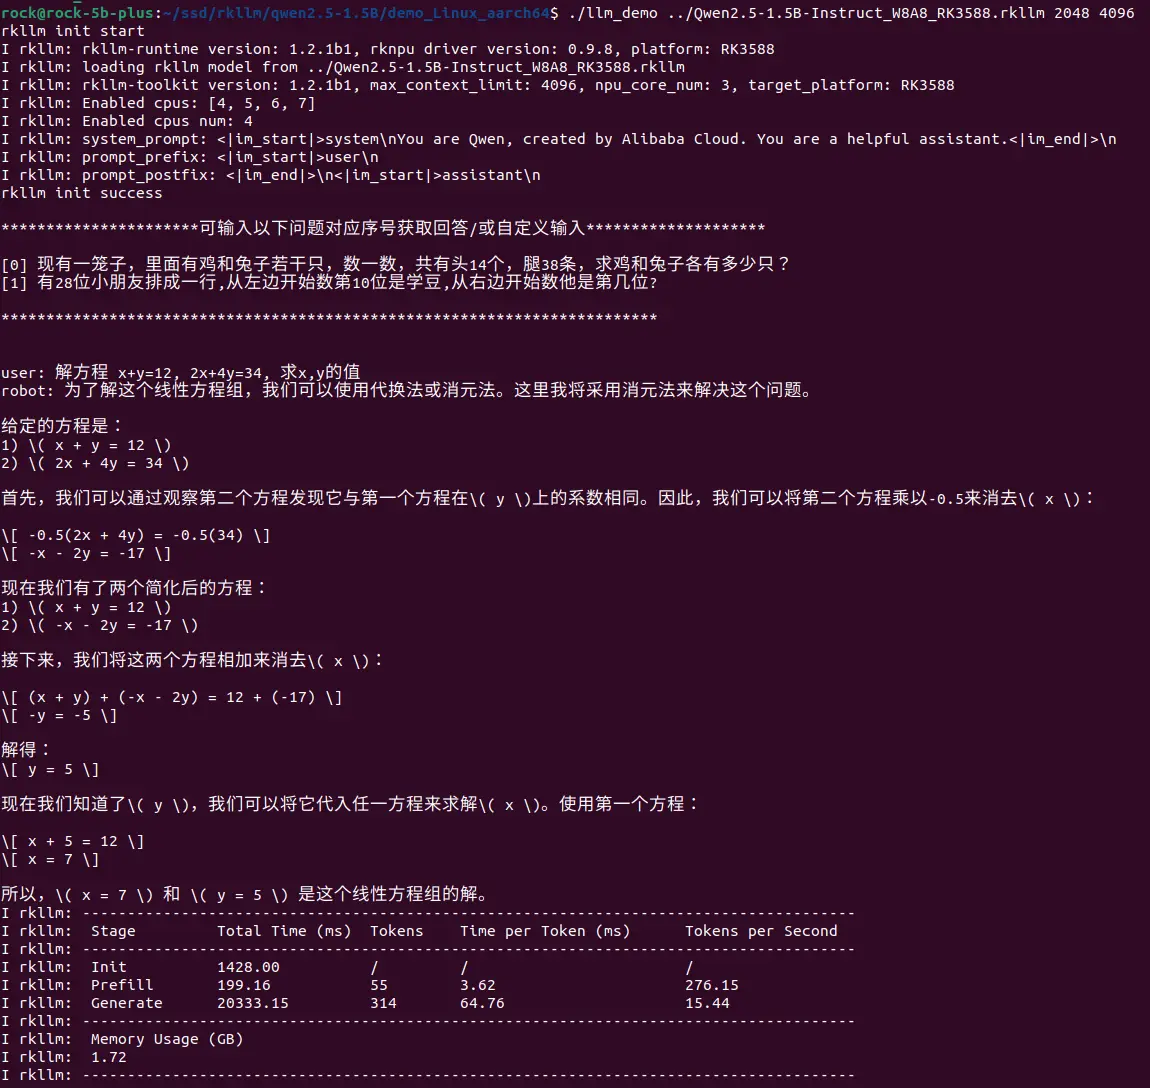 rock@rock-5b-plus:~/ssd/rkllm/qwen2.5-1.5B/demo_Linux_aarch64$ ./llm_demo ../Qwen2.5-1.5B-Instruct_W8A8_RK3588.rkllm 2048 4096
rkllm init start
I rkllm: rkllm-runtime version: 1.2.1b1, rknpu driver version: 0.9.8, platform: RK3588
I rkllm: loading rkllm model from ../Qwen2.5-1.5B-Instruct_W8A8_RK3588.rkllm
I rkllm: rkllm-toolkit version: 1.2.1b1, max_context_limit: 4096, npu_core_num: 3, target_platform: RK3588
I rkllm: Enabled cpus: [4, 5, 6, 7]
I rkllm: Enabled cpus num: 4
I rkllm: system_prompt: <|im_start|>system\nYou are Qwen, created by Alibaba Cloud. You are a helpful assistant.<|im_end|>\n
I rkllm: prompt_prefix: <|im_start|>user\n
I rkllm: prompt_postfix: <|im_end|>\n<|im_start|>assistant\n
rkllm init success
**********************可输入以下问题对应序号获取回答/或自定义输入********************
[0] 现有一笼子，里面有鸡和兔子若干只，数一数，共有头14个，腿38条，求鸡和兔子各有多少只？
[1] 有28位小朋友排成一行,从左边开始数第10位是学豆,从右边开始数他是第几位?
*************************************************************************
user: 解方程 x+y=12, 2x+4y=34, 求x,y的值
robot: 为了解这个线性方程组，我们可以使用代换法或消元法。这里我将采用消元法来解决这个问题。
给定的方程是：
1) \( x + y = 12 \)
2) \( 2x + 4y = 34 \)
首先，我们可以通过观察第二个方程发现它与第一个方程在\( y \)上的系数相同。因此，我们可以将第二个方程乘以-0.5来消去\( x \)：
\[ -0.5(2x + 4y) = -0.5(34) \]
\[ -x - 2y = -17 \]
现在我们有了两个简化后的方程：
1) \( x + y = 12 \)
2) \( -x - 2y = -17 \)
接下来，我们将这两个方程相加来消去\( x \)：
\[ (x + y) + (-x - 2y) = 12 + (-17) \]
\[ -y = -5 \]
解得：
\[ y = 5 \]
现在我们知道了\( y \)，我们可以将它代入任一方程来求解\( x \)。使用第一个方程：
\[ x + 5 = 12 \]
\[ x = 7 \]
所以，\( x = 7 \) 和 \( y = 5 \) 是这个线性方程组的解。
I rkllm: --------------------------------------------------------------------------------------
I rkllm:  Stage         Total Time (ms)  Tokens    Time per Token (ms)      Tokens per Second
I rkllm: --------------------------------------------------------------------------------------
I rkllm:  Init          1428.00          /         /                        /
I rkllm:  Prefill       199.16           55        3.62                     276.15
I rkllm:  Generate      20333.15         314       64.76                    15.44
I rkllm: --------------------------------------------------------------------------------------
I rkllm:  Memory Usage (GB)
I rkllm:  1.72
I rkllm: --------------------------------------------------------------------------------------